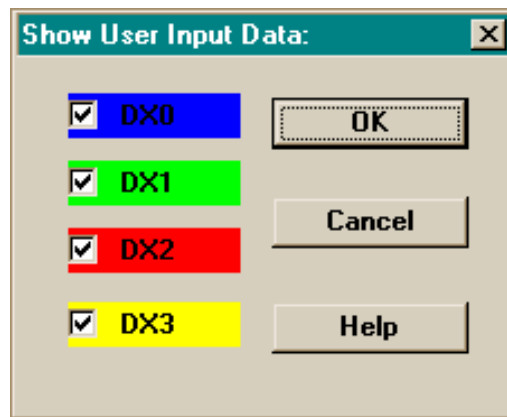 Show User Input Data:
DX0
OK
DX1
Cancel
DX2
DX3
Help